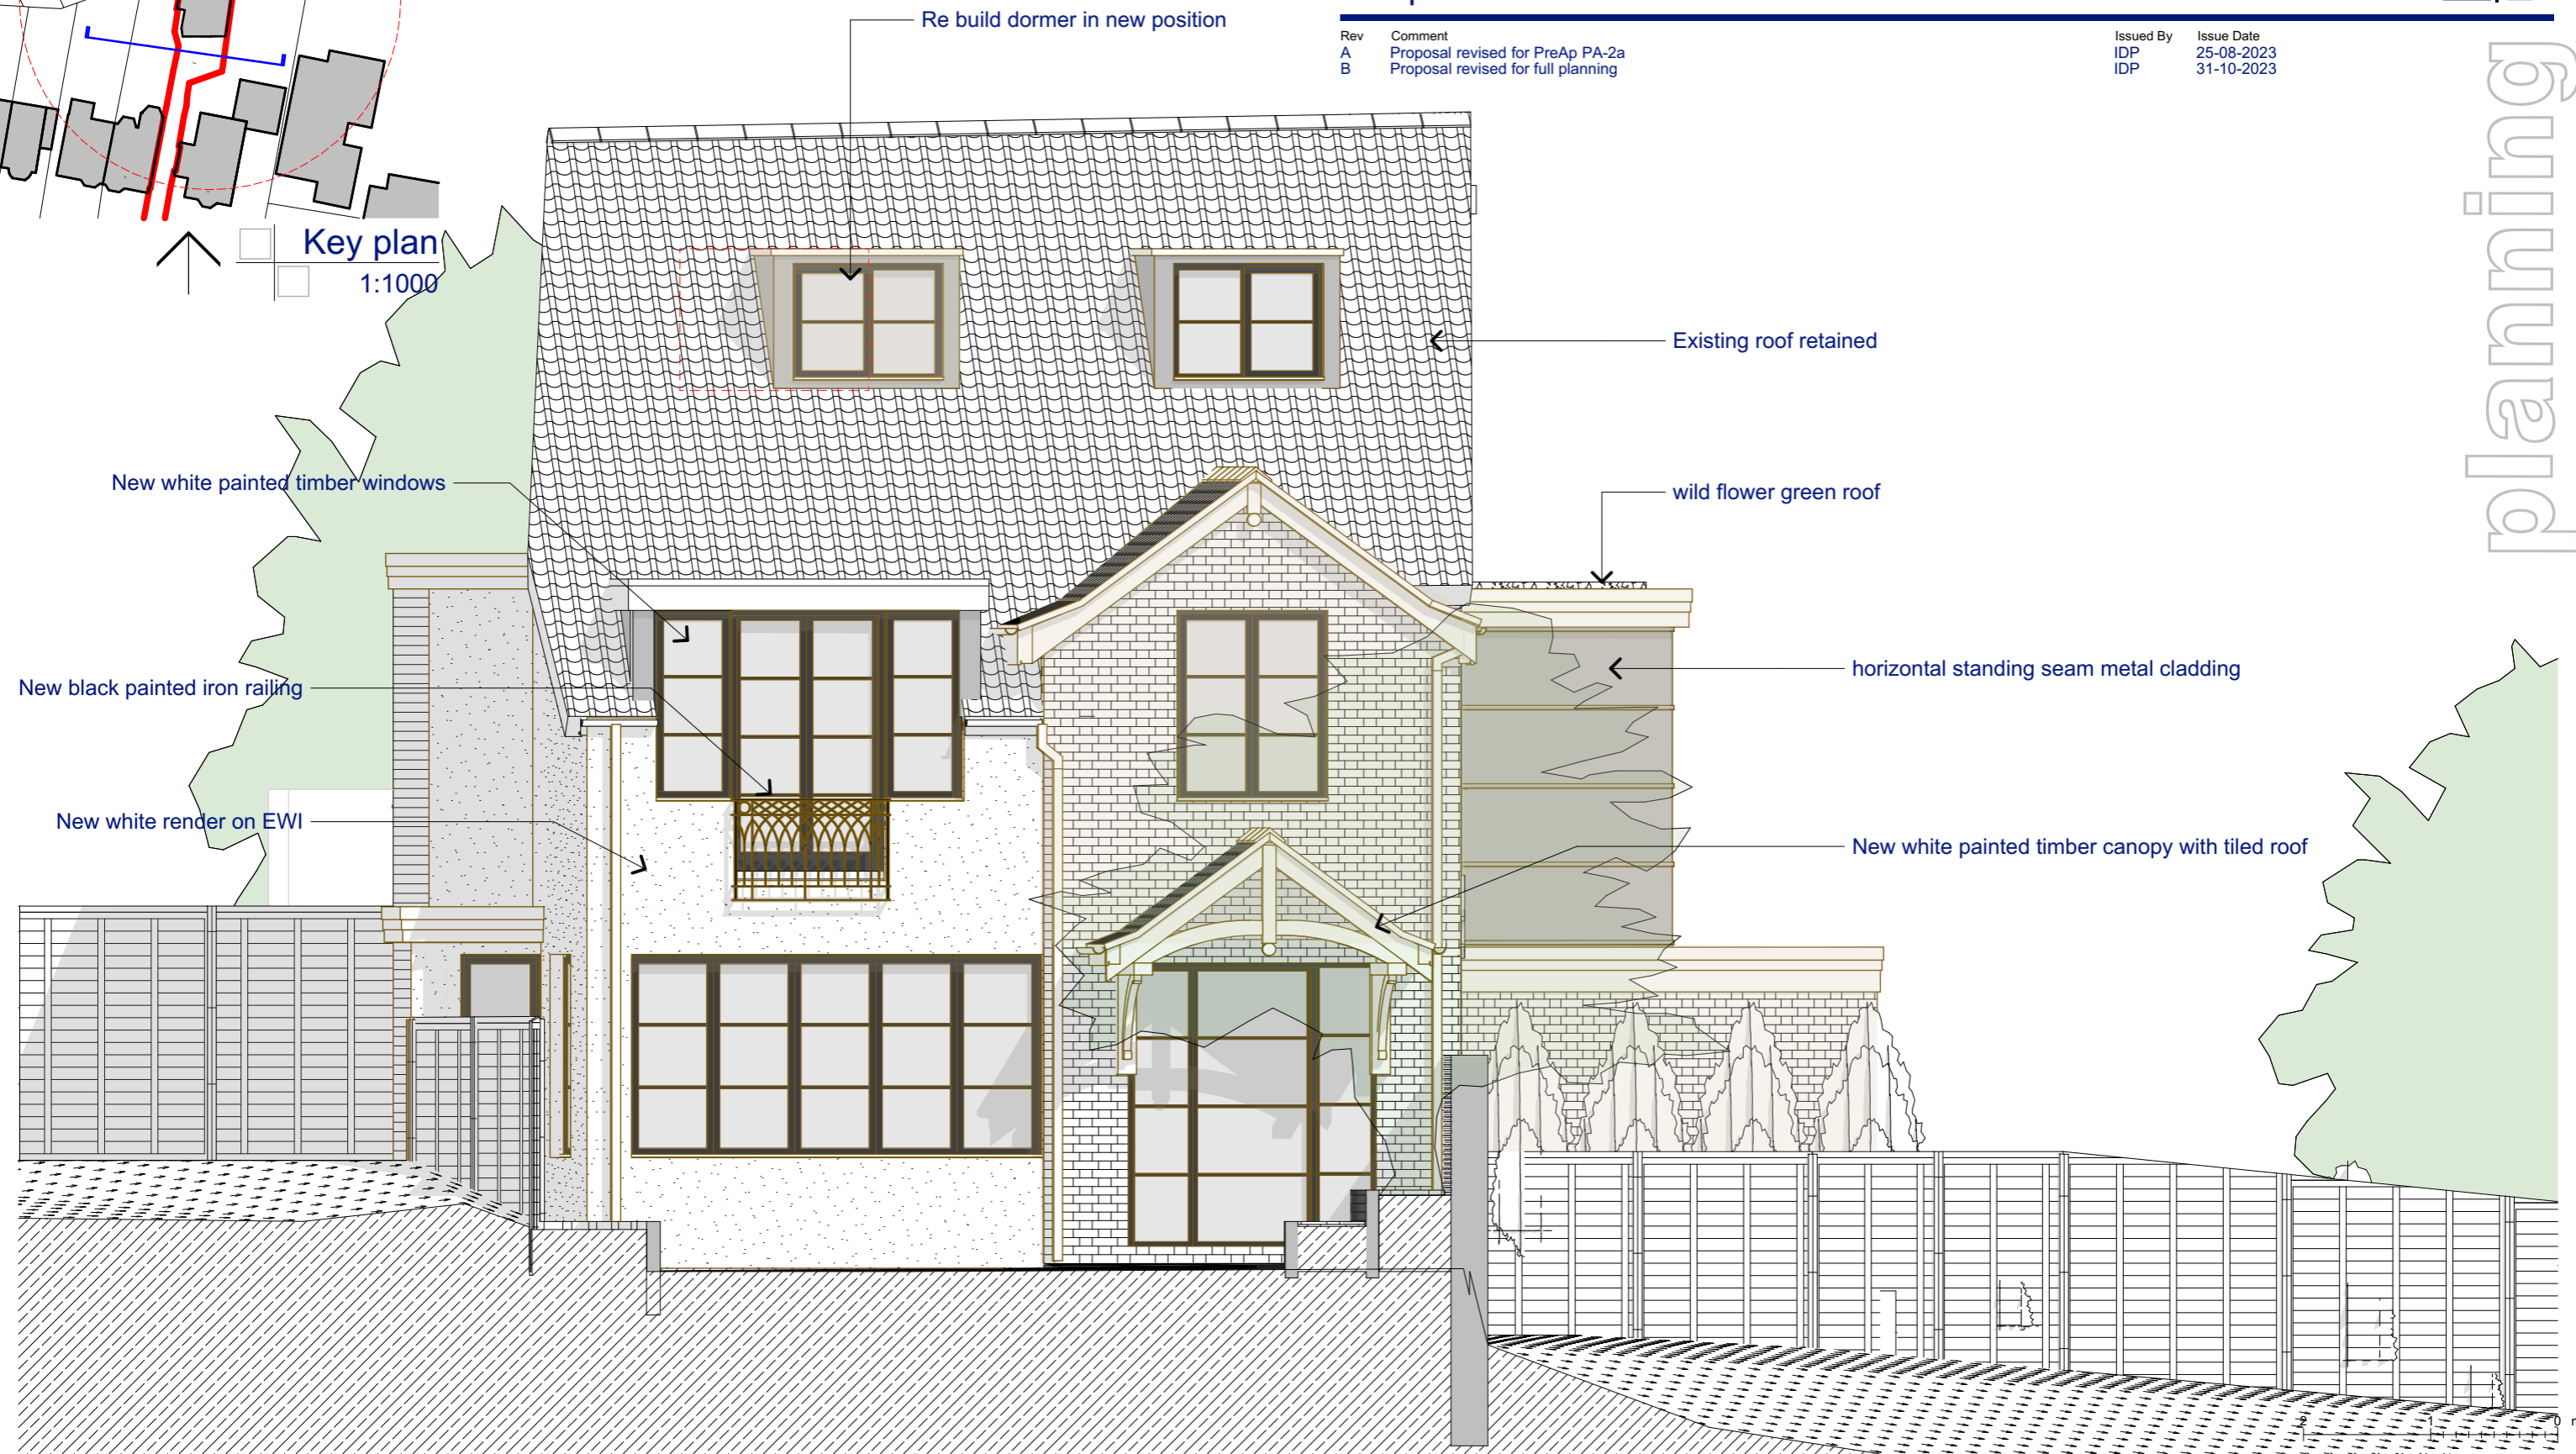 Re build dormer in new position
Rev Comment Issued By Issue Date
A Proposal revised for PreAp PA-2a IDP 25-08-2023
B Proposal revised for full planning IDP 31-10-2023
planning
Key plan
1:1000
Existing roof retained
New white painted timber windows
wild flower green roof
New black painted iron railing
horizontal standing seam metal cladding
New white render on EWI
New white painted timber canopy with tiled roof
2 1 0